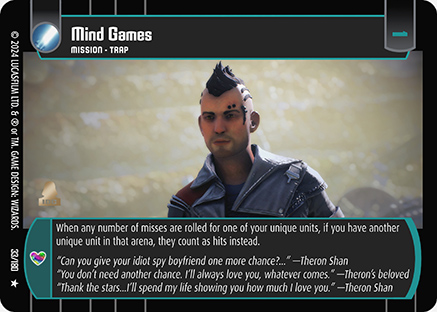 Mind Games
MISSION - TRAP
When any number of misses are rolled for one of your unique units, if you have another
unique unit in that arena, they count as hits instead.
"Can you give your idiot spy boyfriend one more chance?..." —Theron Shan
"You don't need another chance. I'll always love you, whatever comes." —Theron's beloved
"Thank the stars...I'll spend my life showing you how much I love you." —Theron Shan
© 2024 LUCASFILM LTD. & ® or TM. GAME DESIGN: WIZARDS.